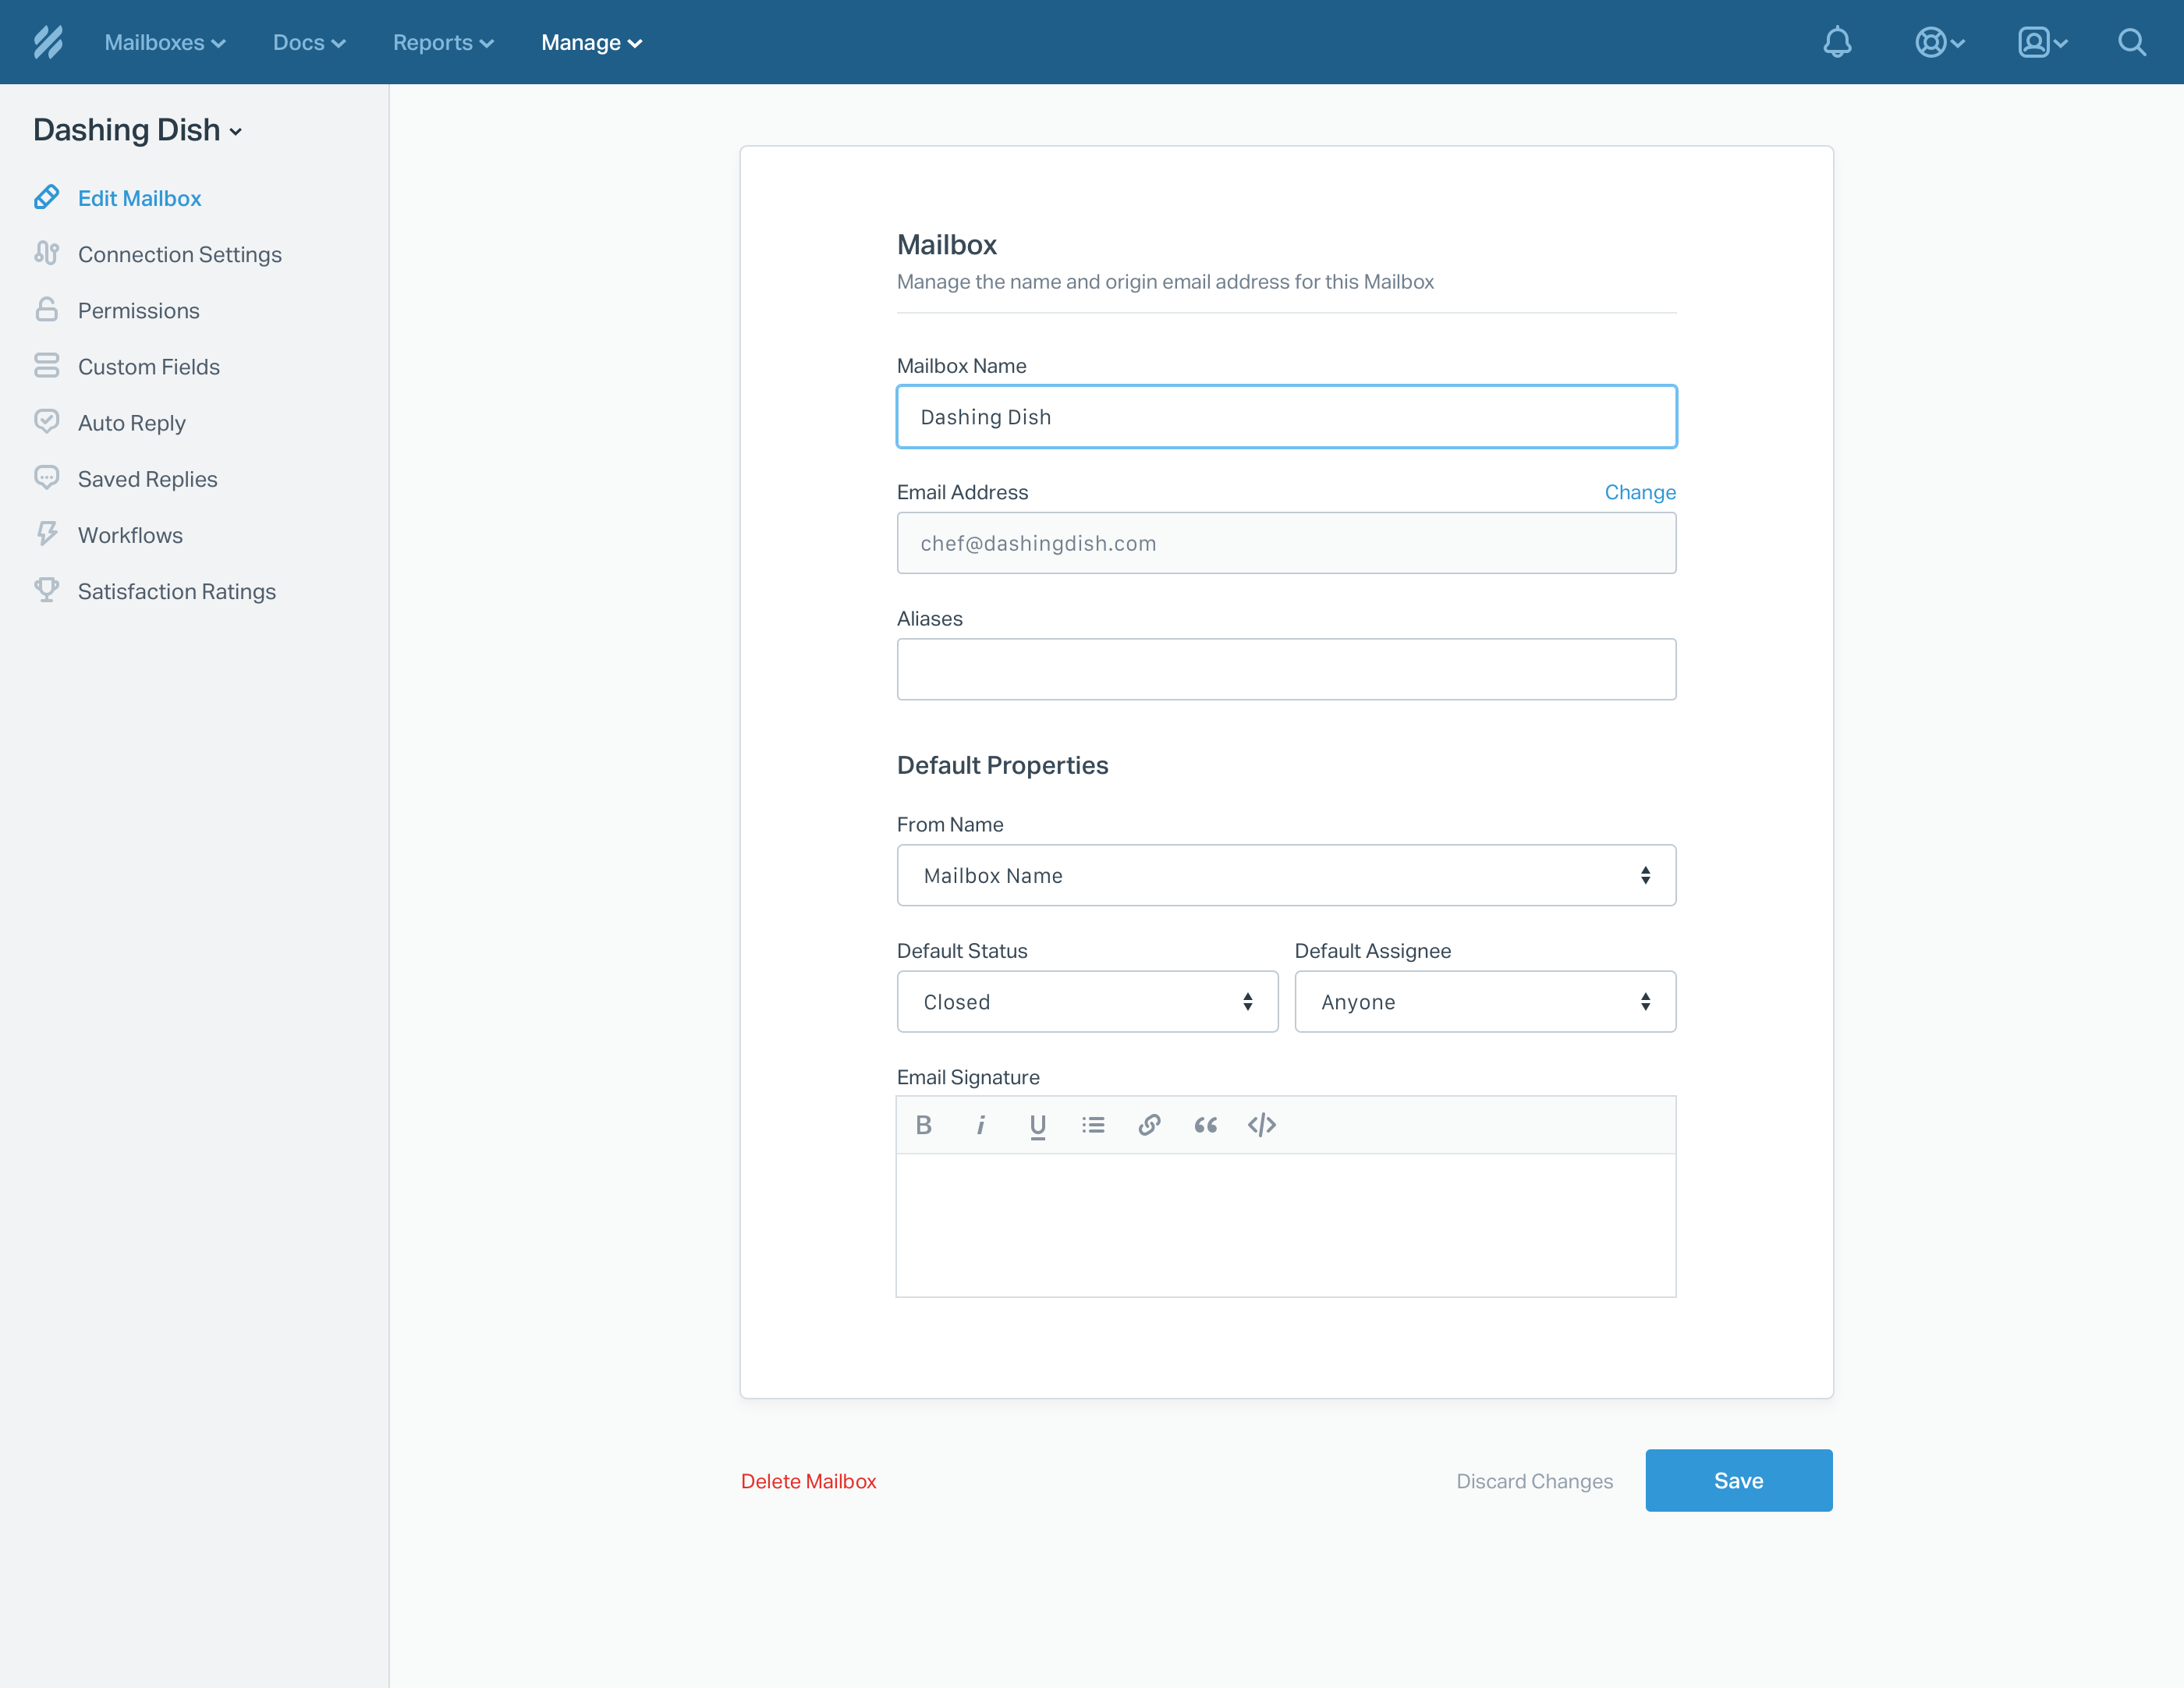 Mailboxes Docs Reports Manage
Dashing Dish
Edit Mailbox
Connection Settings
Permissions
Custom Fields
Auto Reply
Saved Replies
Workflows
Satisfaction Ratings
Mailbox
Manage the name and origin email address for this Mailbox
Mailbox Name
Dashing Dish
Email Address Change
chef@dashingdish.com
Aliases
Default Properties
From Name
Mailbox Name
Default Status Default Assignee
Closed Anyone
Email Signature
B i U “ </>
Delete Mailbox Discard Changes Save